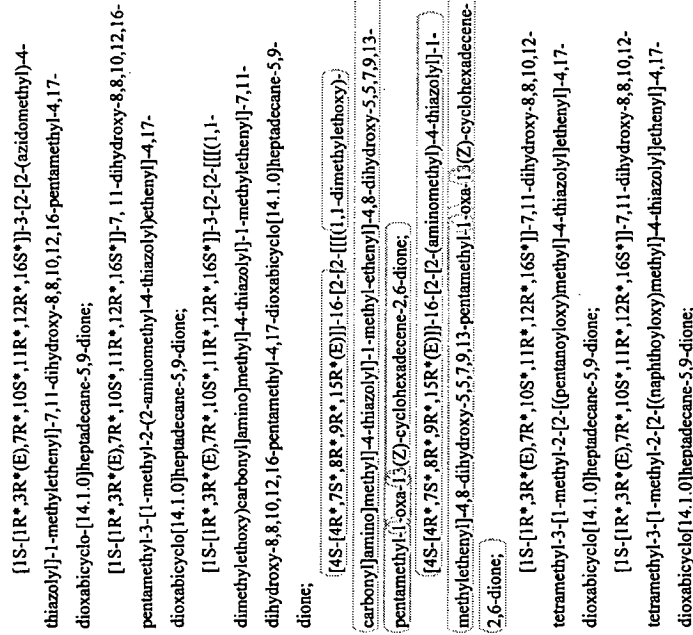 [1S-[1R*,3R*(E),7R*,10S*,11R*,12R*,16S*]]-3-[2-[2-(azidomethyl)-4-
thiazolyl]-1-methylethenyl]-7,11-dihydroxy-8,8,10,12,16-pentamethyl-4,17-
dioxabicyclo-[14.1.0]heptadecane-5,9-dione;
[1S-[1R*,3R*(E),7R*,10S*,11R*,12R*,16S*]]-7, 11-dihydroxy-8,8,10,12,16-
pentamethyl-3-[1-methyl-2-(2-aminomethyl-4-thiazolyl)ethenyl]-4,17-
dioxabicyclo[14.1.0]heptadecane-5,9-dione;
[1S-[1R*,3R*(E),7R*,10S*,11R*,12R*,16S*]]-3-[2-[2-[[[(1,1-
dimethylethoxy)carbonyl]amino]methyl]-4-thiazolyl]-1-methylethenyl]-7,11-
dihydroxy-8,8,10,12,16-pentamethyl-4,17-dioxabicyclo[14.1.0]heptadecane-5,9-
dione;
[4S-[4R*,7S*,8R*,9R*,15R*(E)]]-16-[2-[2-[[[(1,1-dimethylethoxy)-
carbonyl]amino]methyl]-4-thiazolyl]-1-methyl-ethenyl]-4,8-dihydroxy-5,5,7,9,13-
pentamethyl-1-oxa-13(Z)-cyclohexadecene-2,6-dione;
[4S-[4R*,7S*,8R*,9R*,15R*(E)]]-16-[2-[2-(aminomethyl)-4-thiazolyl]-1-
methylethenyl]-4,8-dihydroxy-5,5,7,9,13-pentamethyl-1-oxa-13(Z)-cyclohexadecene-
2,6-dione;
[1S-[1R*,3R*(E),7R*,10S*,11R*,12R*,16S*]]-7,11-dihydroxy-8,8,10,12-
tetramethyl-3-[1-methyl-2-[2-[(pentanoyloxy)methyl]-4-thiazolyl]ethenyl]-4,17-
dioxabicyclo[14.1.0]heptadecane-5,9-dione;
[1S-[1R*,3R*(E),7R*,10S*,11R*,12R*,16S*]]-7,11-dihydroxy-8,8,10,12-
tetramethyl-3-[1-methyl-2-[2-[(naphthoyloxy)methyl]-4-thiazolyl]ethenyl]-4,17-
dioxabicyclo[14.1.0]heptadecane-5,9-dione;